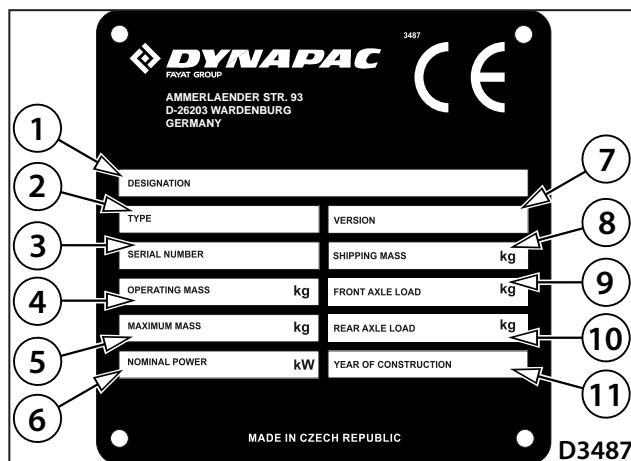 3487
DYNAPAC
FAYAT GROUP
CE
AMMERLAENDER STR. 93
D-26203 WARDENBURG
GERMANY
1
DESIGNATION
2
TYPE
VERSION
7
3
SERIAL NUMBER
SHIPPING MASS kg
8
4
OPERATING MASS kg
FRONT AXLE LOAD kg
9
5
MAXIMUM MASS kg
REAR AXLE LOAD kg
10
6
NOMINAL POWER kW
YEAR OF CONSTRUCTION
11
MADE IN CZECH REPUBLIC
D3487